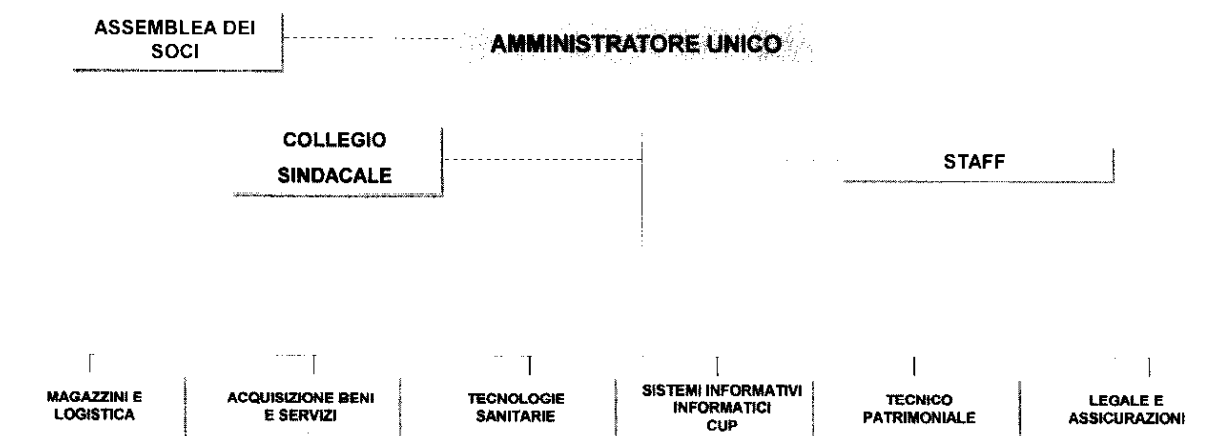 ASSEMBLEA DEI
SOCI
AMMINISTRATORE UNICO
COLLEGIO
SINDACALE
STAFF
MAGAZZINI E
LOGISTICA
ACQUISIZIONE BENI
E SERVIZI
TECNOLOGIE
SANITARIE
SISTEMI INFORMATIVI
INFORMATICI
CUP
TECNICO
PATRIMONIALE
LEGALE E
ASSICURAZIONI